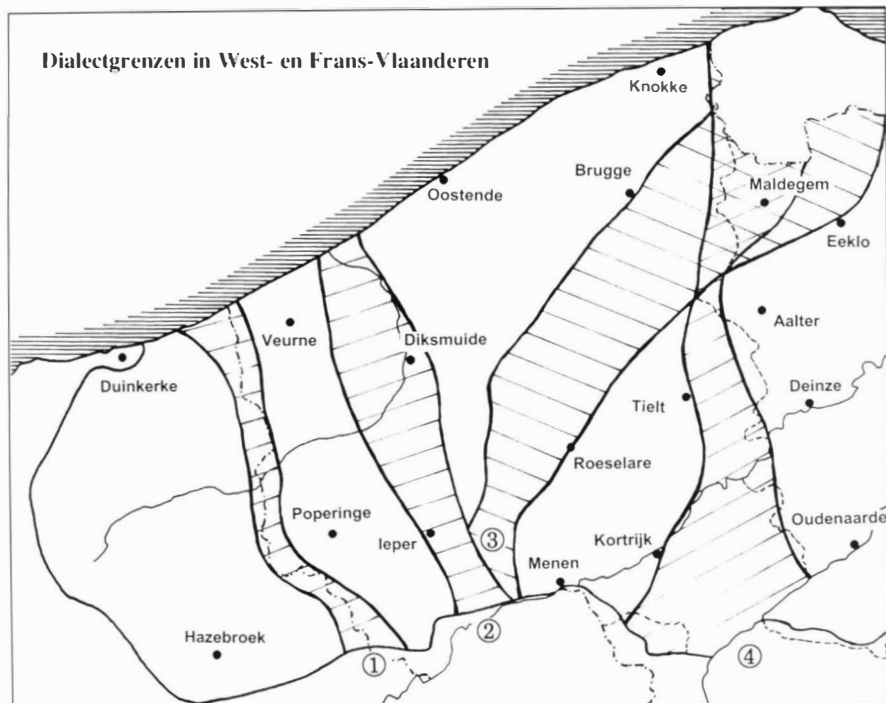 Dialectgrenzen in West- en Frans-Vlaanderen
Knokke
Oostende
Brugge
Maldegem
Eeklo
Veurne
Diksmuide
Aalter
Duinkerke
Deinze
Tielt
Roeselare
Poperinge
Ieper
③
Kortrijk
Oudenaarde
Menen
Hazebroek
①
②
④